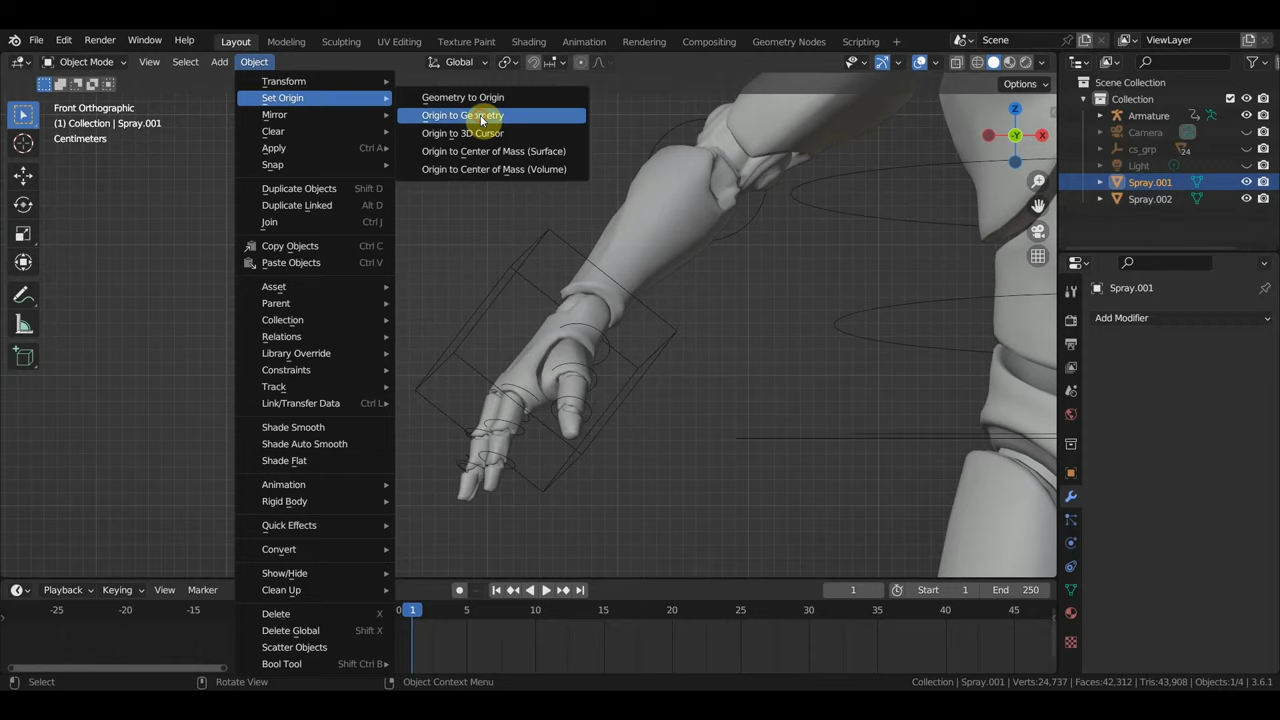 File Edit Render Window Help
Layout Modeling Sculpting UV Editing Texture Paint Shading Animation Rendering Compositing Geometry Nodes Scripting +
Scene ViewLayer
Object Mode View Select Add Object Global
Options
Front Orthographic
(1) Collection | Spray.001
Centimeters
Transform
Set Origin
Mirror
Clear
Apply Ctrl A
Snap
Duplicate Objects Shift D
Duplicate Linked Alt D
Join Ctrl J
Copy Objects Ctrl C
Paste Objects Ctrl V
Asset
Parent
Collection
Relations
Library Override
Constraints
Track
Link/Transfer Data Ctrl L
Shade Smooth
Shade Auto Smooth
Shade Flat
Animation
Rigid Body
Quick Effects
Convert
Show/Hide
Clean Up
Delete
Delete Global Shift X
Scatter Objects
Bool Tool Shift Ctrl B
Geometry to Origin
Origin to Geometry
Origin to 3D Cursor
Origin to Center of Mass (Surface)
Origin to Center of Mass (Volume)
Z
X
Y
Scene Collection
Collection
Armature
Camera
cs_grp 24
Light
Spray.001
Spray.002
Spray.001
Add Modifier
Playback Keying View Marker
1 Start 1 End 250
-25 -20 -15 0 1 5 10 15 20 25 30 35 40 45
Select Rotate View Object Context Menu
Collection | Spray.001 | Verts:24,737 | Faces:42,312 | Tris:43,908 | Objects:1/4 | 3.6.1